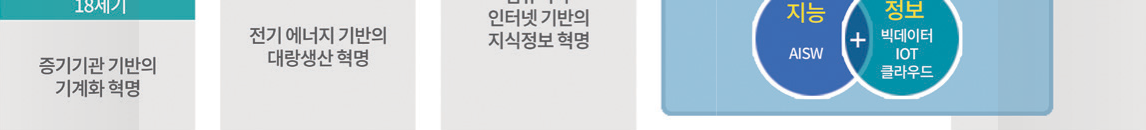 18세기
증기기관 기반의
기계화 혁명
전기 에너지 기반의
대량생산 혁명
인터넷 기반의
지식정보 혁명
지능
AISW
+
정보
빅데이터
IOT
클라우드